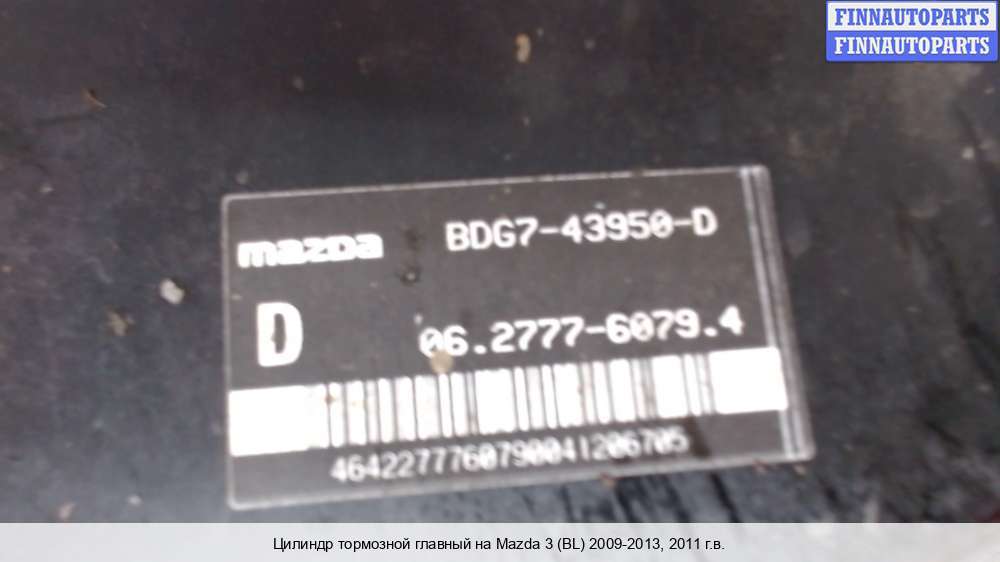 FINNAUTOPARTS
FINNAUTOPARTS
mazda BDG7-43950-D
D 06.2777-6079.4
4642277760790041206705
Цилиндр тормозной главный на Mazda 3 (BL) 2009-2013, 2011 г.в.